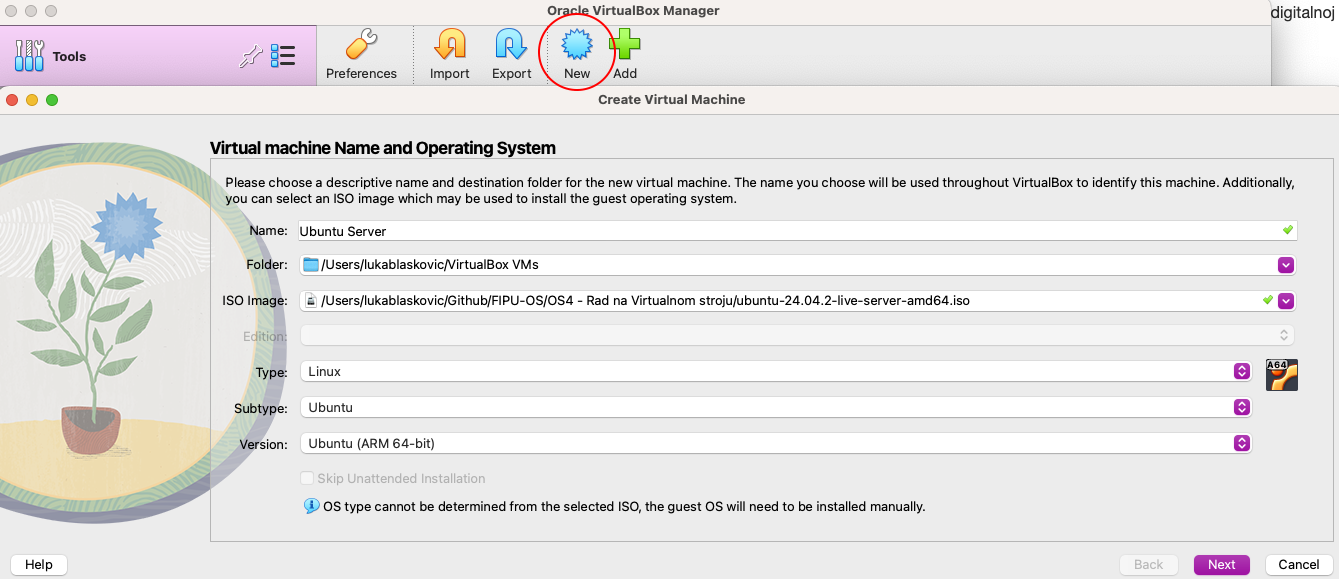 Oracle VirtualBox Manager
digitalnoj
Tools
Preferences
Import
Export
New
Add
Create Virtual Machine
Virtual machine Name and Operating System
Please choose a descriptive name and destination folder for the new virtual machine. The name you choose will be used throughout VirtualBox to identify this machine. Additionally,
you can select an ISO image which may be used to install the guest operating system.
Name: Ubuntu Server
Folder: /Users/lukablaskovic/VirtualBox VMs
ISO Image: /Users/lukablaskovic/Github/FIPU-OS/OS4 - Rad na Virtualnom stroju/ubuntu-24.04.2-live-server-amd64.iso
Edition:
Type: Linux
A64
Subtype: Ubuntu
Version: Ubuntu (ARM 64-bit)
Skip Unattended Installation
OS type cannot be determined from the selected ISO, the guest OS will need to be installed manually.
Help
Back
Next
Cancel